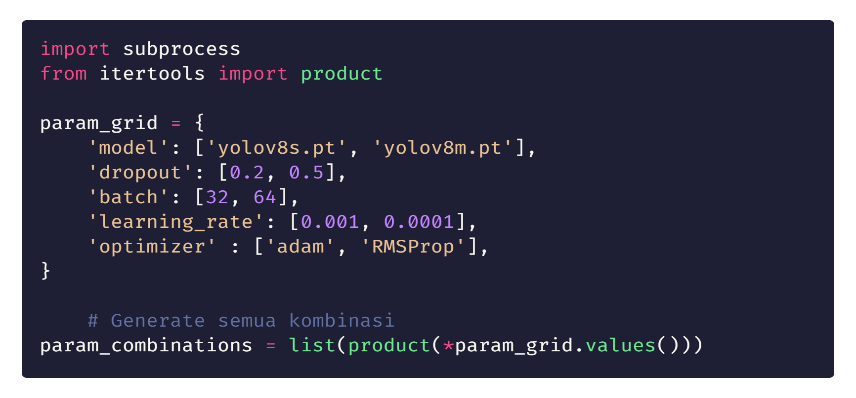 import subprocess
from itertools import product

param_grid = {
    'model': ['yolov8s.pt', 'yolov8m.pt'],
    'dropout': [0.2, 0.5],
    'batch': [32, 64],
    'learning_rate': [0.001, 0.0001],
    'optimizer' : ['adam', 'RMSProp'],
}

    # Generate semua kombinasi
param_combinations = list(product(*param_grid.values()))